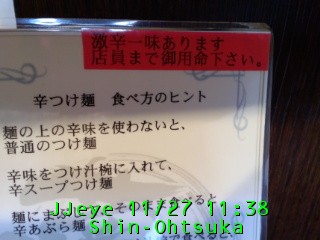 激辛一味あります
店員まで御用命下さい。
辛つけ麺 食べ方のヒント
麺の上の辛味を使わないと、
普通のつけ麺
辛味をつけ汁椀に入れて、
辛スープつけ麺
麺にまぶ
JJeye 11/27 11:38
辛あぶら麺
Shin-Ohtsuka